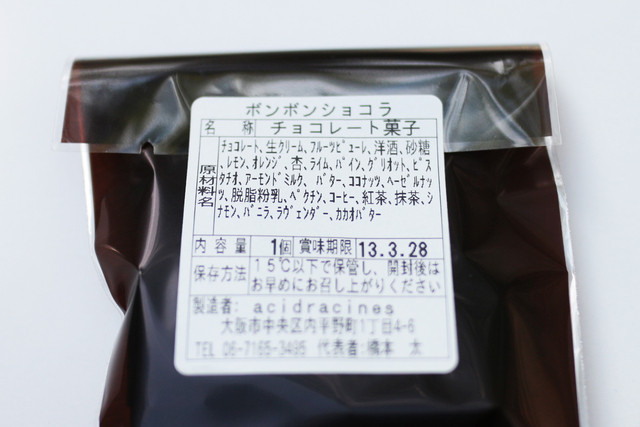 ボンボンショコラ
名称 チョコレート菓子
原材料名 チョコレート、生クリーム、フルーツピューレ、洋酒、砂糖
、レモン、オレンジ、杏、ライム、パイン、グリオット、ピス
タチオ、アーモンドミルク、バター、ココナッツ、ヘーゼルナッ
ツ、脱脂粉乳、ペクチン、コーヒー、紅茶、抹茶、シ
ナモン、バニラ、ラヴェンダー、カカオバター
内容量 1個 賞味期限 13.3.28
保存方法 15℃以下で保管し、開封後は
お早めにお召し上がりください
製造者: acidracines
大阪市中央区内平野町1丁目4-6
TEL 06-7165-3495 代表者 橋本 太